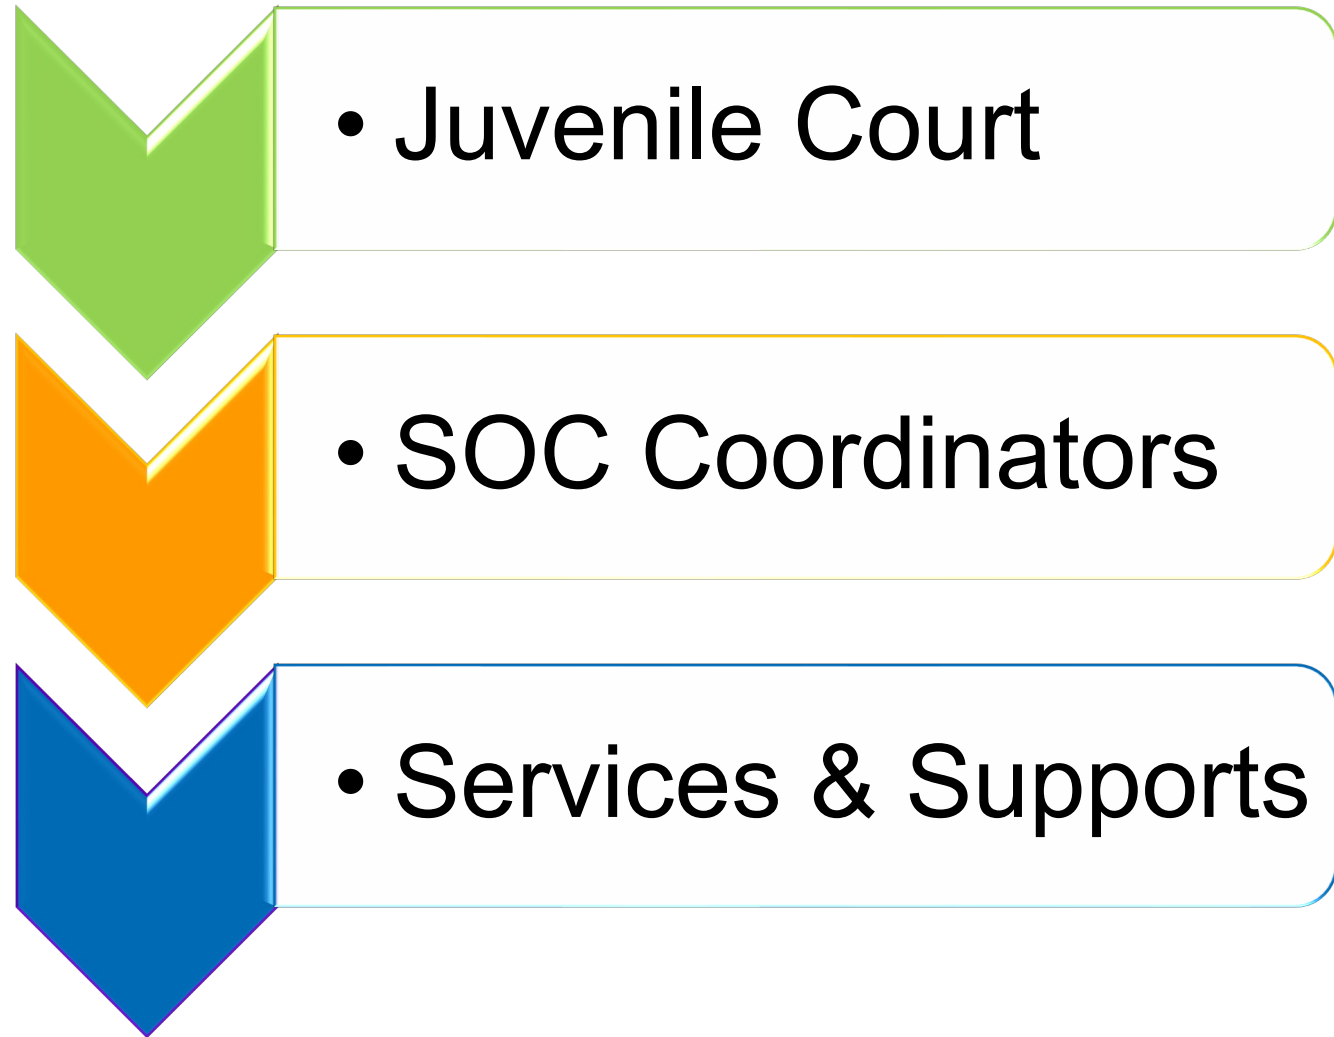 • Juvenile Court
• SOC Coordinators
• Services & Supports